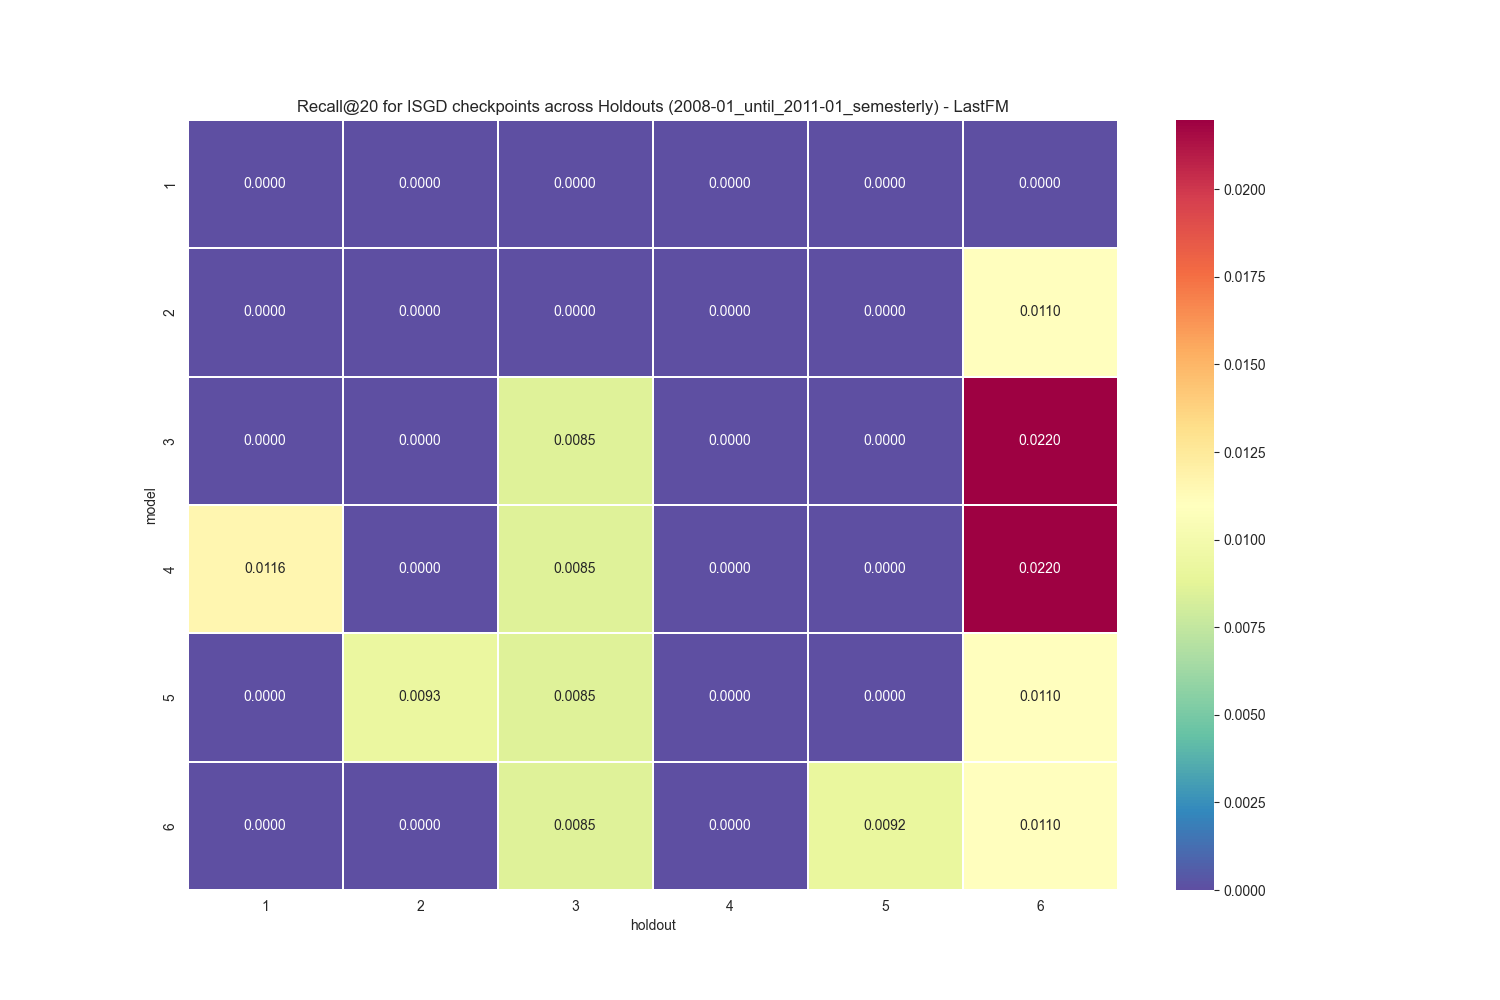 Recall@20 for ISGD checkpoints across Holdouts (2008-01_until_2011-01_semesterly) - LastFM
model
1
0.0000 0.0000 0.0000 0.0000 0.0000 0.0000
2
0.0000 0.0000 0.0000 0.0000 0.0000 0.0110
3
0.0000 0.0000 0.0085 0.0000 0.0000 0.0220
4
0.0116 0.0000 0.0085 0.0000 0.0000 0.0220
5
0.0000 0.0093 0.0085 0.0000 0.0000 0.0110
6
0.0000 0.0000 0.0085 0.0000 0.0092 0.0110
1 2 3 4 5 6
holdout
0.0200
0.0175
0.0150
0.0125
0.0100
0.0075
0.0050
0.0025
0.0000